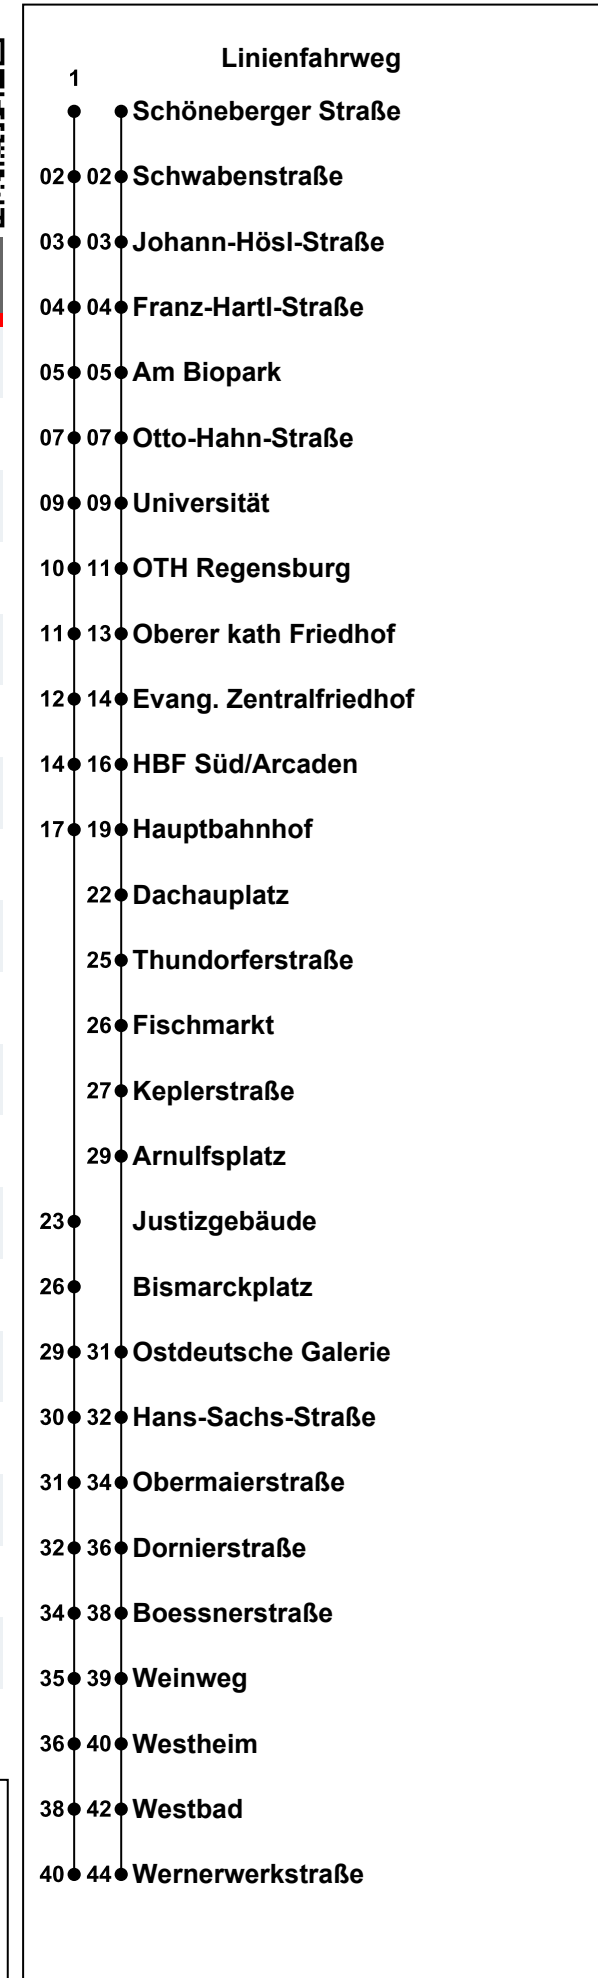 Linienfahrweg
1
Schöneberger Straße
02 02 Schwabenstraße
03 03 Johann-Hösl-Straße
04 04 Franz-Hartl-Straße
05 05 Am Biopark
07 07 Otto-Hahn-Straße
09 09 Universität
10 11 OTH Regensburg
11 13 Oberer kath Friedhof
12 14 Evang. Zentralfriedhof
14 16 HBF Süd/Arcaden
17 19 Hauptbahnhof
22 Dachauplatz
25 Thundorferstraße
26 Fischmarkt
27 Keplerstraße
29 Arnulfsplatz
23 Justizgebäude
26 Bismarckplatz
29 31 Ostdeutsche Galerie
30 32 Hans-Sachs-Straße
31 34 Obermaierstraße
32 36 Dornierstraße
34 38 Boessnerstraße
35 39 Weinweg
36 40 Westheim
38 42 Westbad
40 44 Wernerwerkstraße